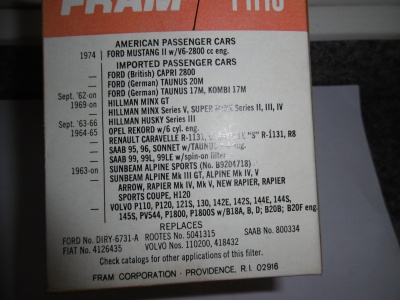 FRAM
AMERICAN PASSENGER CARS
1974 FORD MUSTANG II w/V6-2800 cc eng.
IMPORTED PASSENGER CARS
— FORD (British) CAPRI 2800
— FORD (German) TAUNUS 20M
— FORD (German) TAUNUS 17M, KOMBI 17M
Sept. '62-on HILLMAN MINX GT
1969-on HILLMAN MINX Series V, SUPER MINX Series II, III, IV
— HILLMAN HUSKY Series III
Sept. '63-66 OPEL REKORD w/6 cyl. eng.
1964-65 RENAULT CARAVELLE R-1131, "S" R-1131, R8
— SAAB 95, 96, SONNET w/TAUNUS eng.
— SAAB 99, 99L, 99LE w/spin-on filter
— SUNBEAM ALPINE SPORTS (No. B9204718)
1963-on SUNBEAM ALPINE Mk III GT, ALPINE Mk IV, V
— ARROW, RAPIER Mk IV, Mk V, NEW RAPIER, RAPIER
SPORTS COUPE, H120
— VOLVO P110, P120, 121S, 130, 142E, 142S, 144E, 144S,
145S, PV544, P1800, P1800S w/B18A, B, D; B20B; B20F eng.
REPLACES
FORD No. DIRY-6731-A ROOTES No. 5041315 SAAB No. 800334
FIAT No. 4126435 VOLVO Nos. 110200, 418432
Check catalogs for other applications of this filter.
FRAM CORPORATION · PROVIDENCE, R.I. 02916